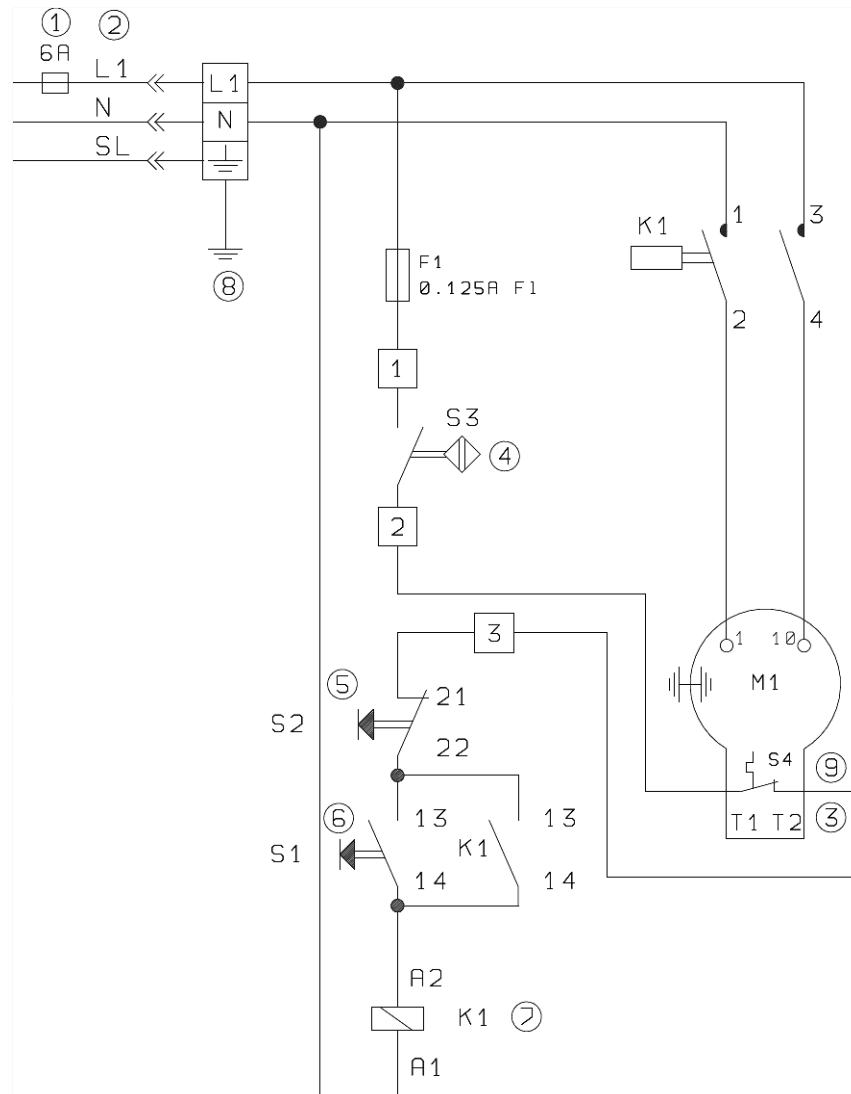 ① ②
6A L1 L1
N N
SL
⑧
F1
0.125A Fl
K1 1 3
2 4
1
S3
④
2
3
⑤
1 10
M1
21
S2
22
S4 ⑨
⑥ 13 13
T1 T2 ③
S1 K1
14 14
A2
K1 ⑦
A1